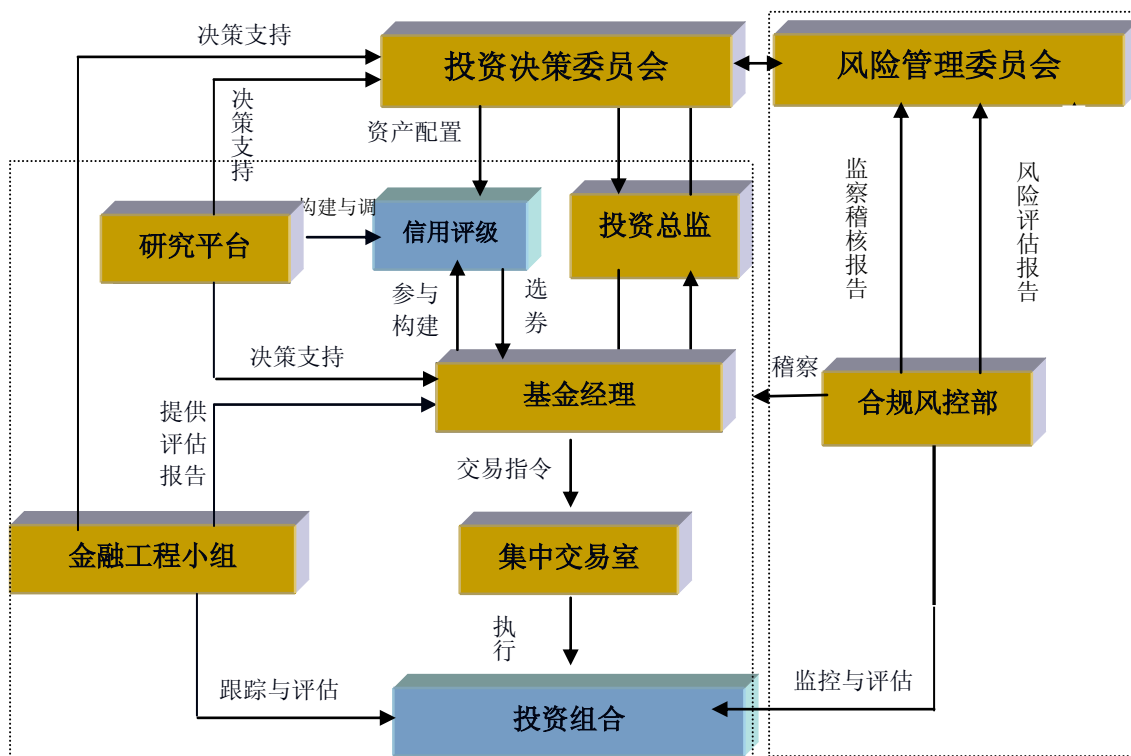 决策支持
投资决策委员会
风险管理委员会
决策支持
资产配置
监察稽核报告
风险评估报告
构建与调
研究平台
信用评级
投资总监
参与
构建
选券
决策支持
稽察
基金经理
合规风控部
提供
评估
报告
交易指令
金融工程小组
集中交易室
执行
跟踪与评估
监控与评估
投资组合